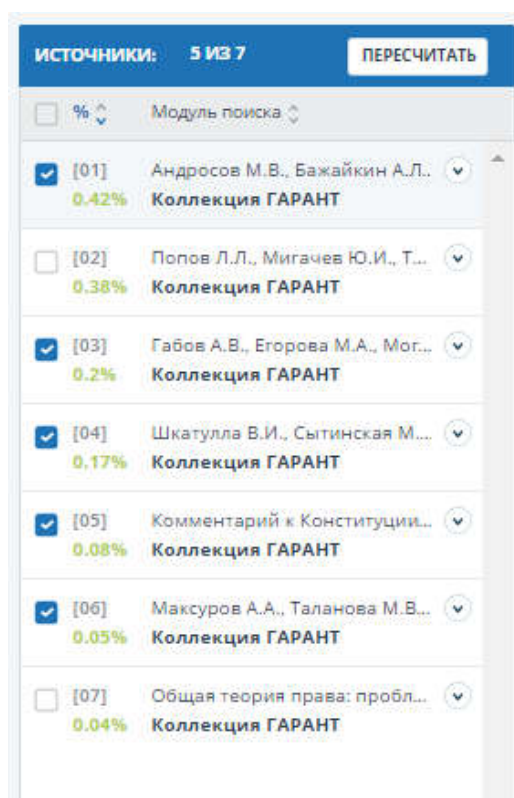 ИСТОЧНИКИ: 5 ИЗ 7 ПЕРЕСЧИТАТЬ
% Модуль поиска
[01] Андросов М.В., Бажайкин А.Л..
0.42% Коллекция ГАРАНТ
[02] Попов Л.Л., Мигачев Ю.И., Т...
0.38% Коллекция ГАРАНТ
[03] Габов А.В., Егорова М.А., Мог...
0.2% Коллекция ГАРАНТ
[04] Шкатулла В.И., Сытинская М....
0.17% Коллекция ГАРАНТ
[05] Комментарий к Конституции...
0.08% Коллекция ГАРАНТ
[06] Максуров А.А., Таланова М.В...
0.05% Коллекция ГАРАНТ
[07] Общая теория права: пробл...
0.04% Коллекция ГАРАНТ